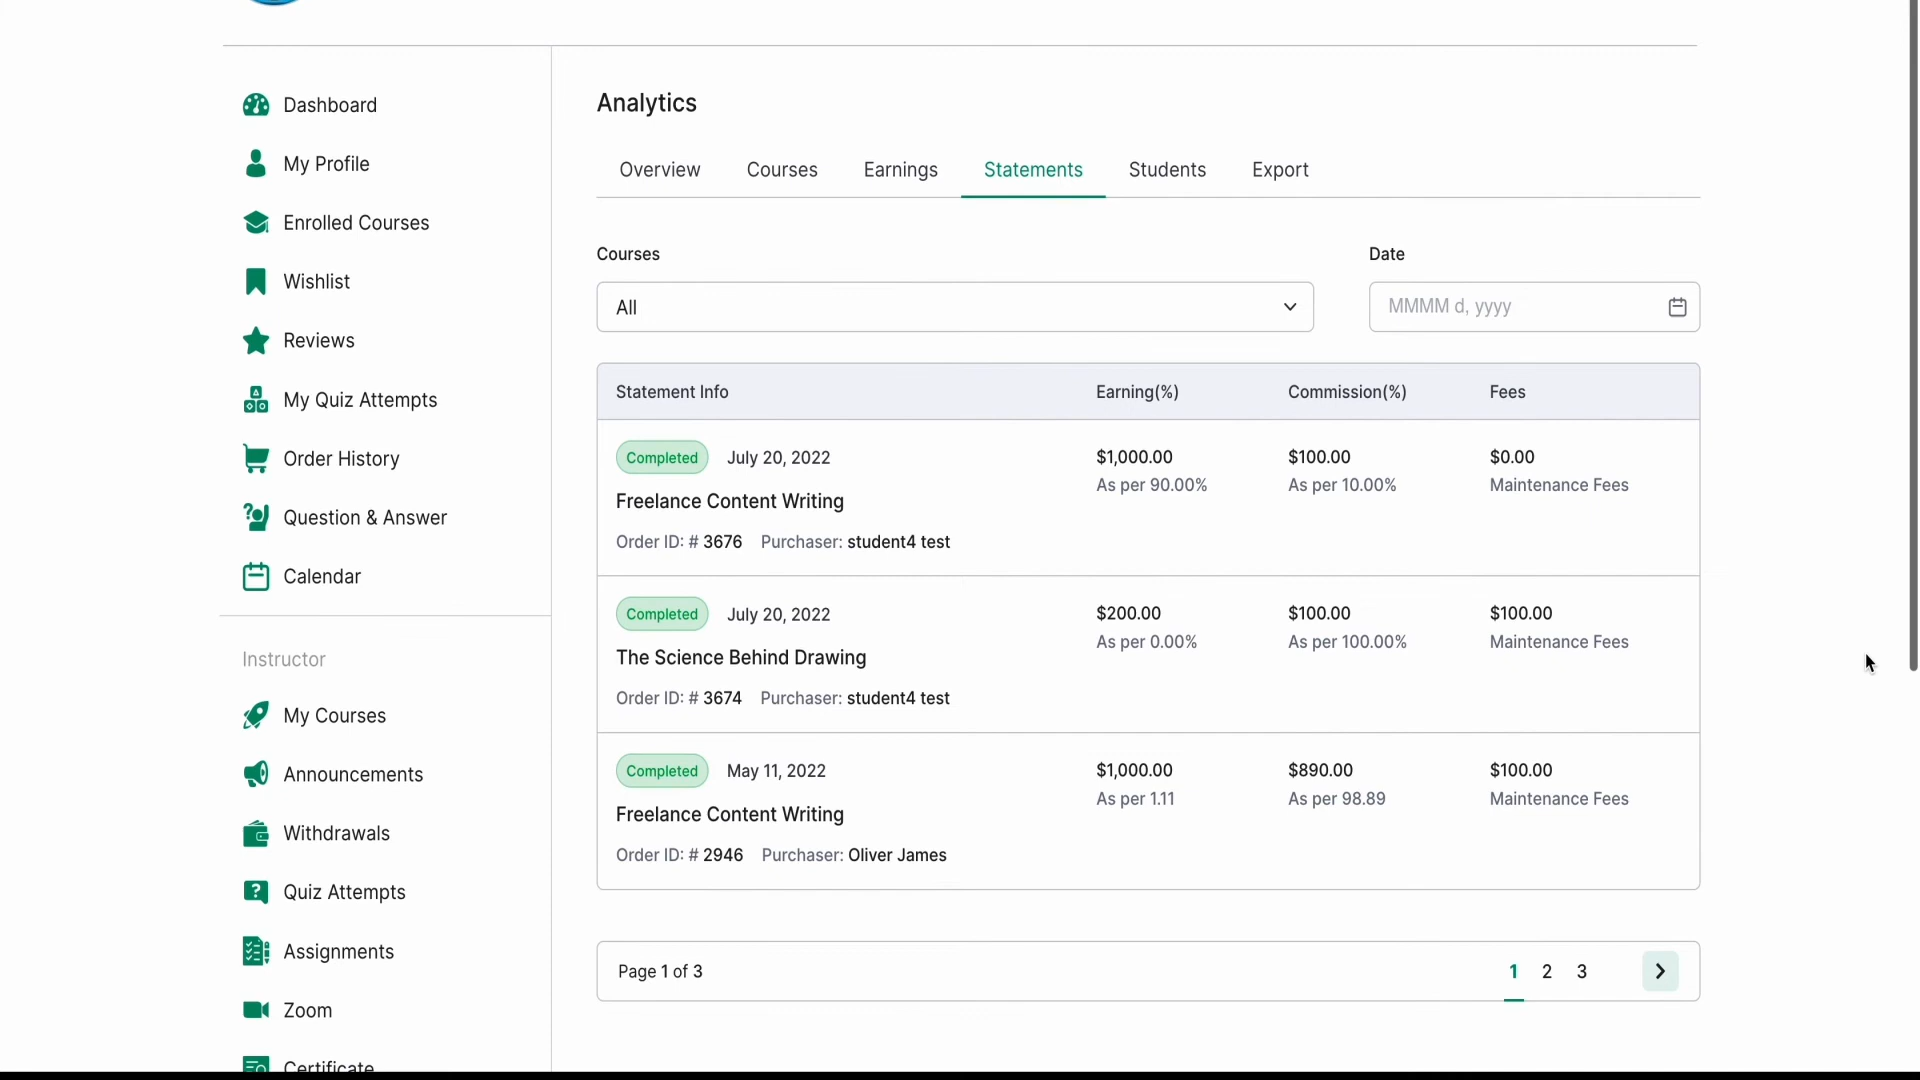 Dashboard
My Profile
Enrolled Courses
Wishlist
Reviews
My Quiz Attempts
Order History
Question & Answer
Calendar
Instructor
My Courses
Announcements
Withdrawals
Quiz Attempts
Assignments
Zoom
Certificate
Analytics
Overview Courses Earnings Statements Students Export
Courses Date
All MMMM d, yyyy
Statement Info Earning(%) Commission(%) Fees
Completed July 20, 2022 $1,000.00 $100.00 $0.00
As per 90.00% As per 10.00% Maintenance Fees
Freelance Content Writing
Order ID: # 3676 Purchaser: student4 test
Completed July 20, 2022 $200.00 $100.00 $100.00
As per 0.00% As per 100.00% Maintenance Fees
The Science Behind Drawing
Order ID: # 3674 Purchaser: student4 test
Completed May 11, 2022 $1,000.00 $890.00 $100.00
As per 1.11 As per 98.89 Maintenance Fees
Freelance Content Writing
Order ID: # 2946 Purchaser: Oliver James
Page 1 of 3 1 2 3